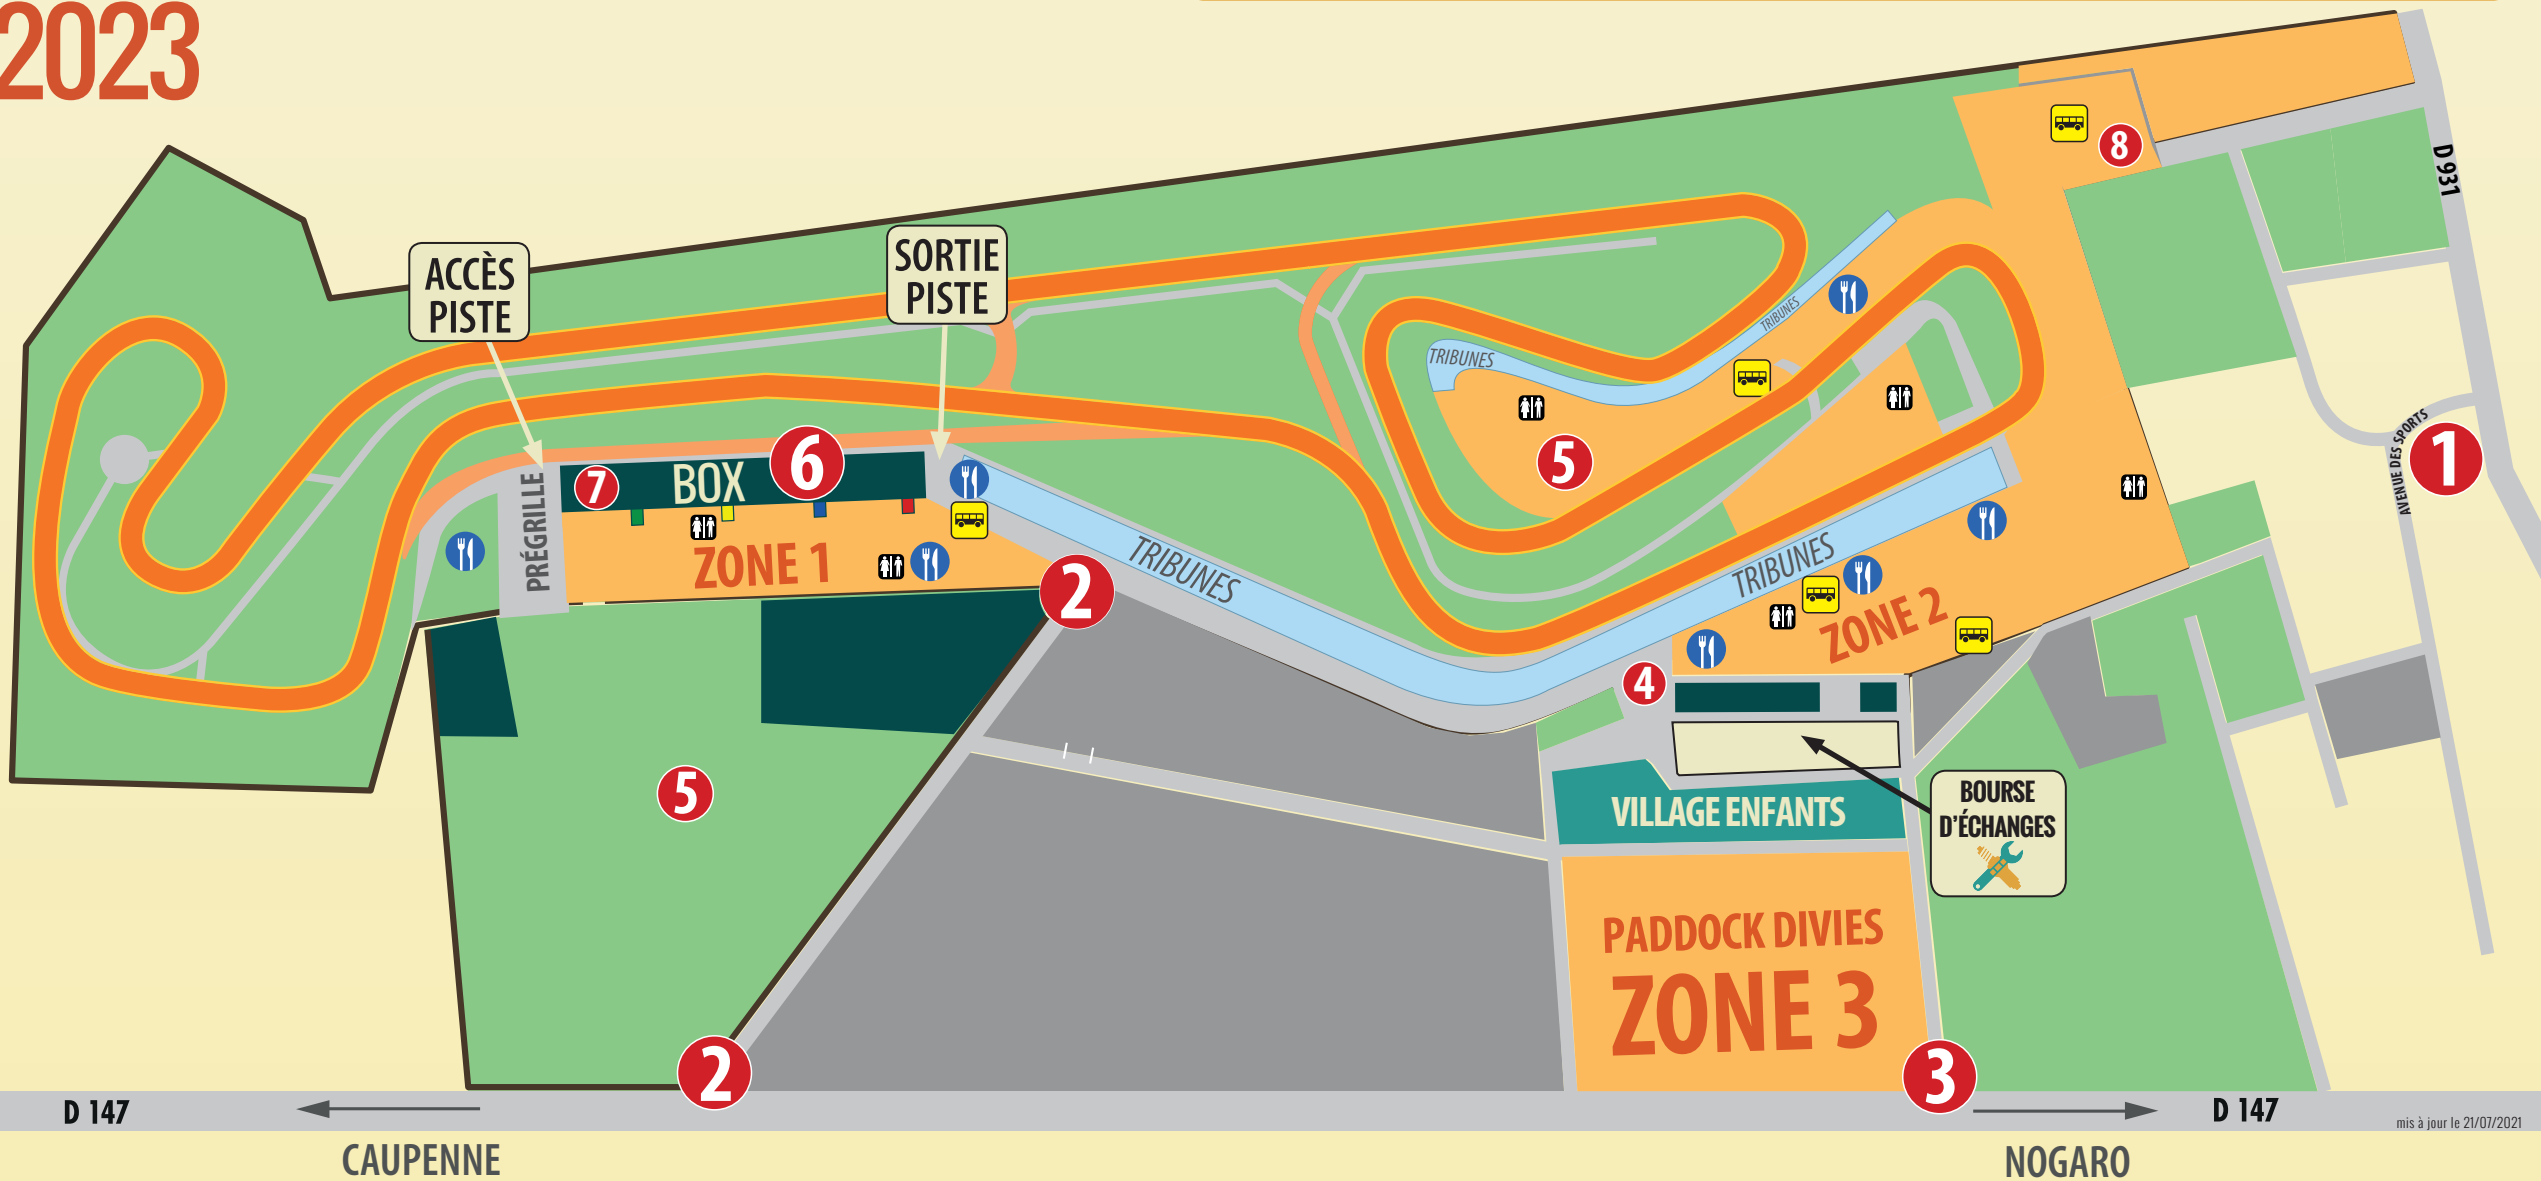 2023
8
D 931
SORTIE
PISTE
ACCÈS
PISTE
TRIBUNES
TRIBUNES
AVENUE DES SPORTS
1
5
6
7
BOX
PRÉGRILLE
ZONE 1
2
TRIBUNES
TRIBUNES
ZONE 2
4
5
BOURSE
D'ÉCHANGES
VILLAGE ENFANTS
PADDOCK DIVIES
ZONE 3
2
3
D 147
D 147
mis à jour le 21/07/2021
CAUPENNE
NOGARO